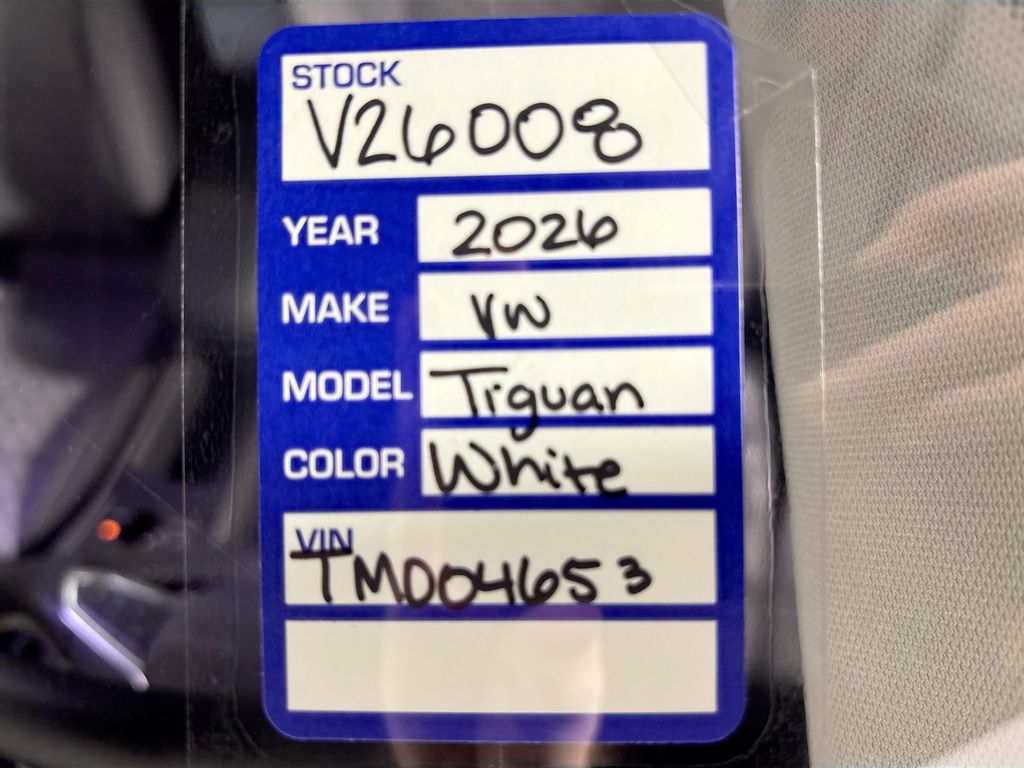 STOCK
V26008
YEAR 2026
MAKE VW
MODEL Tiguan
COLOR White
VIN
TM004653